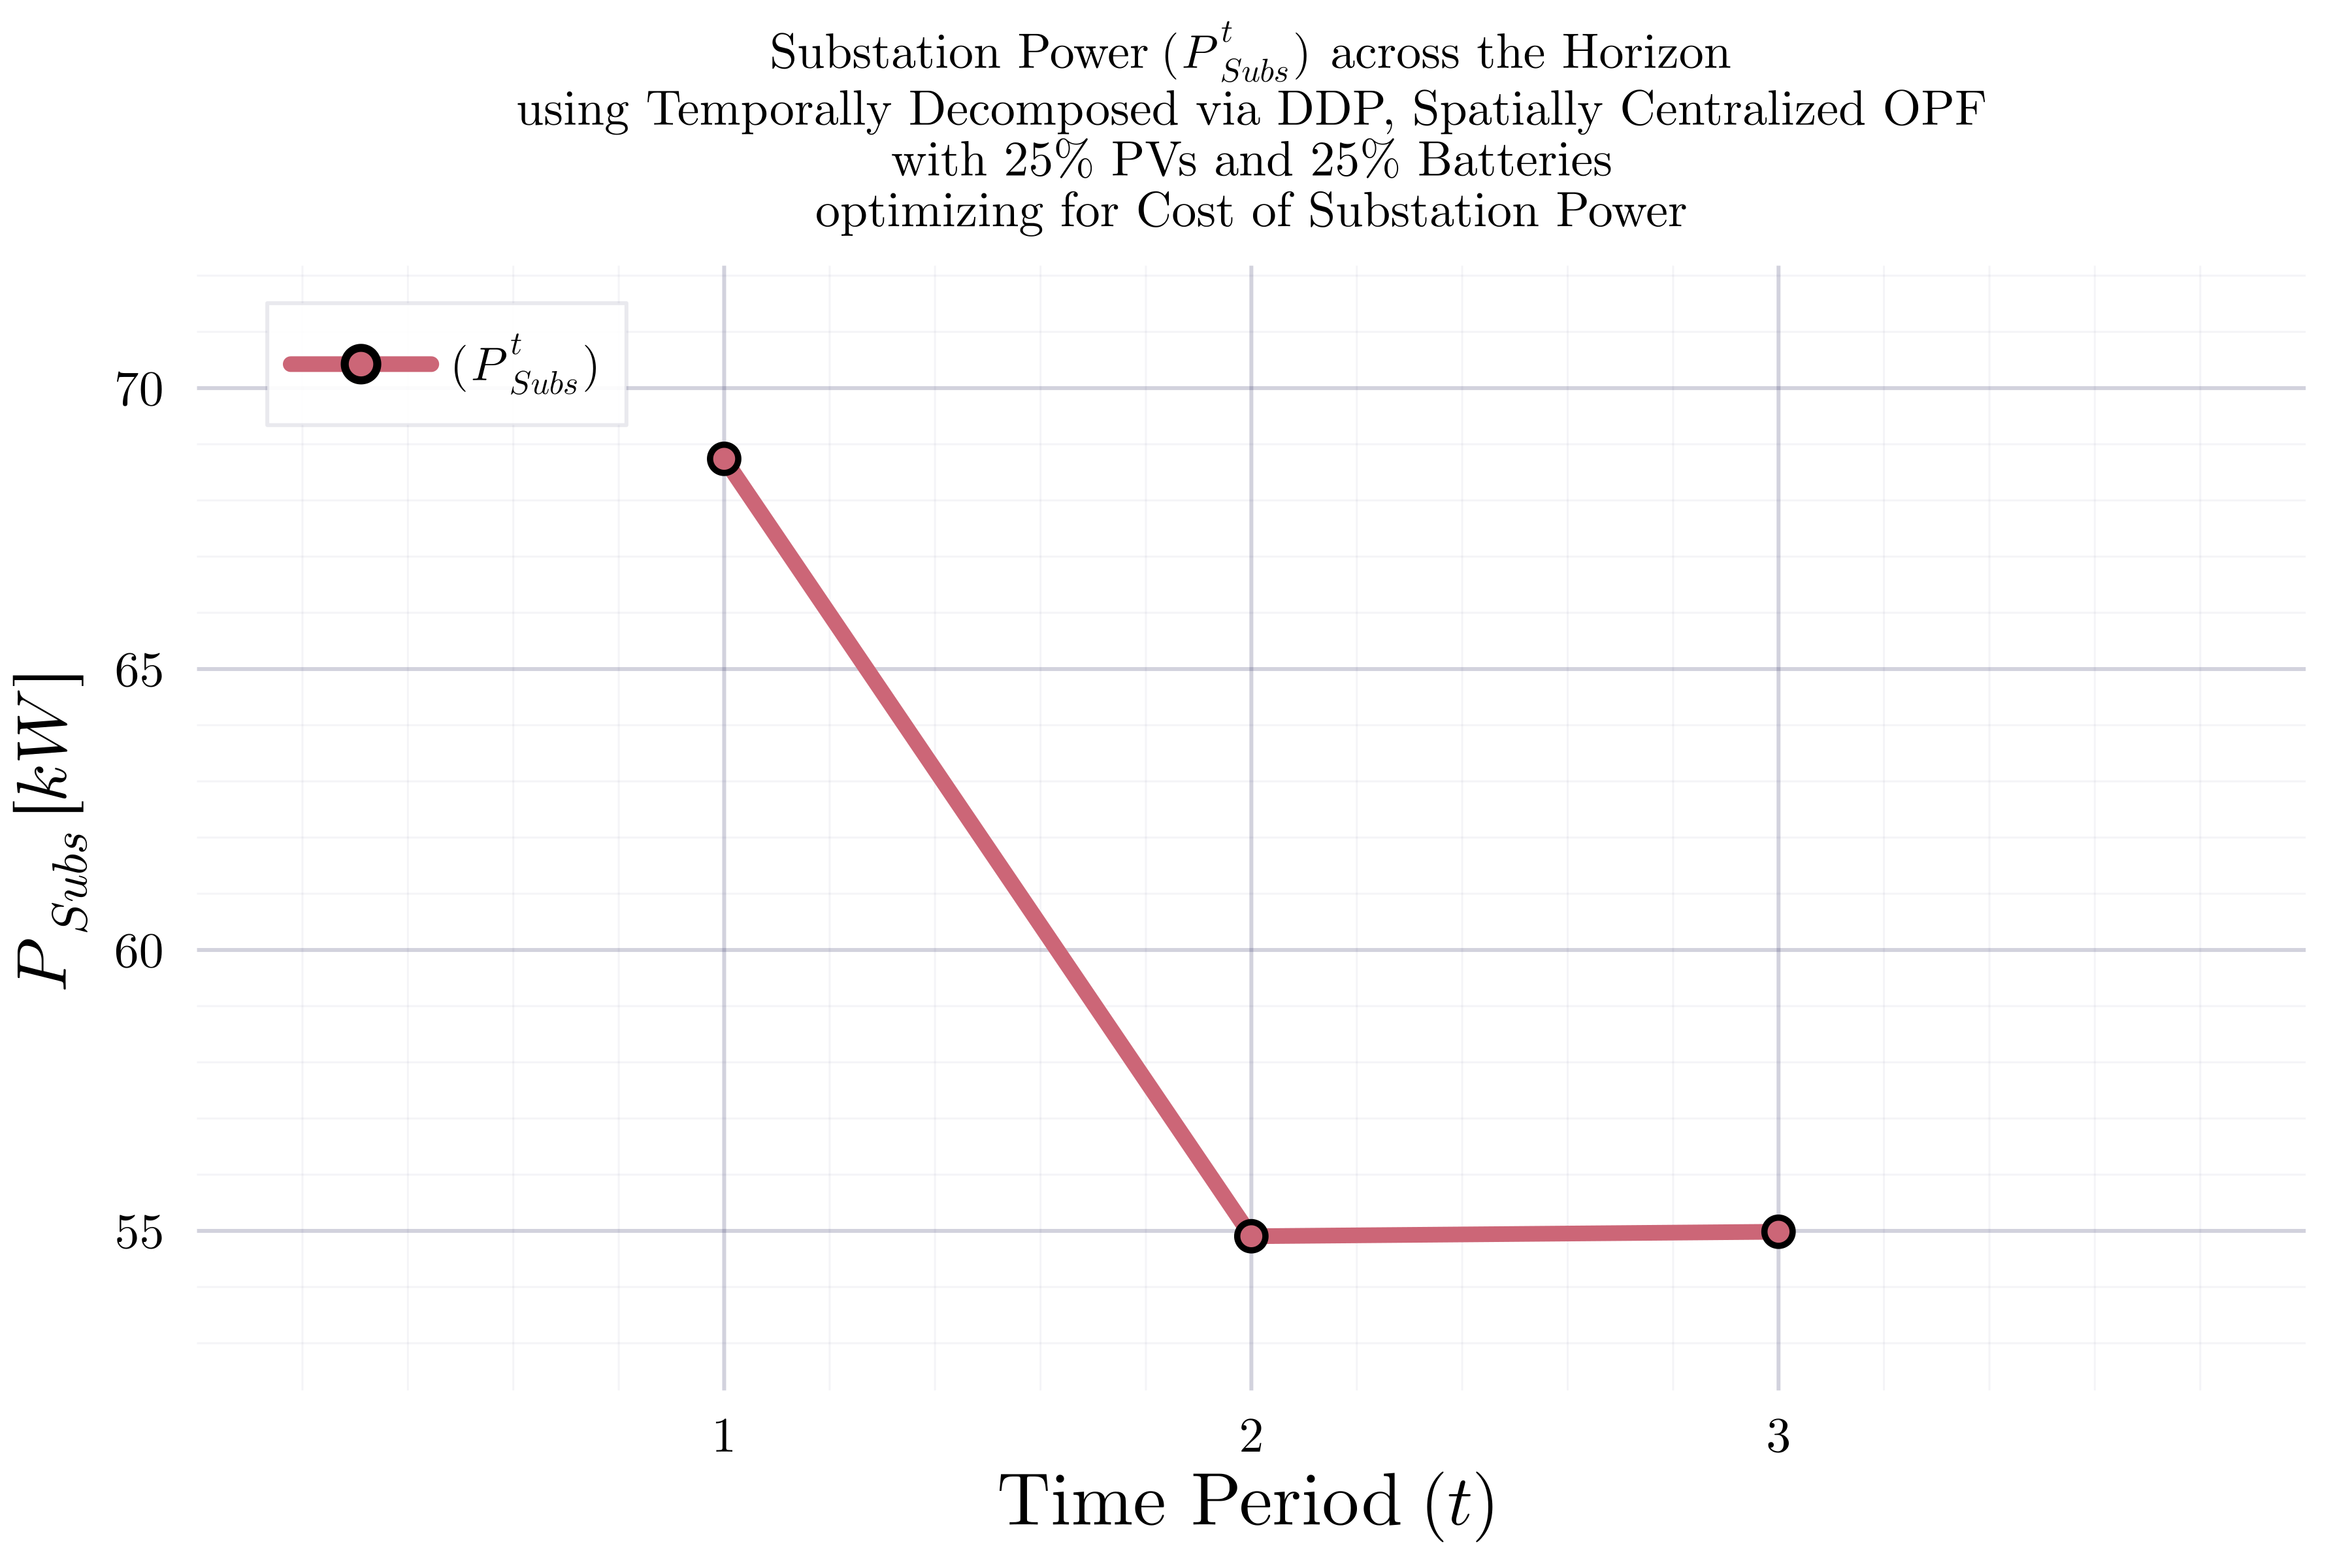 Substation Power (P^t_Subs) across the Horizon
using Temporally Decomposed via DDP, Spatially Centralized OPF
with 25% PVs and 25% Batteries
optimizing for Cost of Substation Power
(P^t_Subs)
70
65
60
55
P_Subs [kW]
1
2
3
Time Period (t)